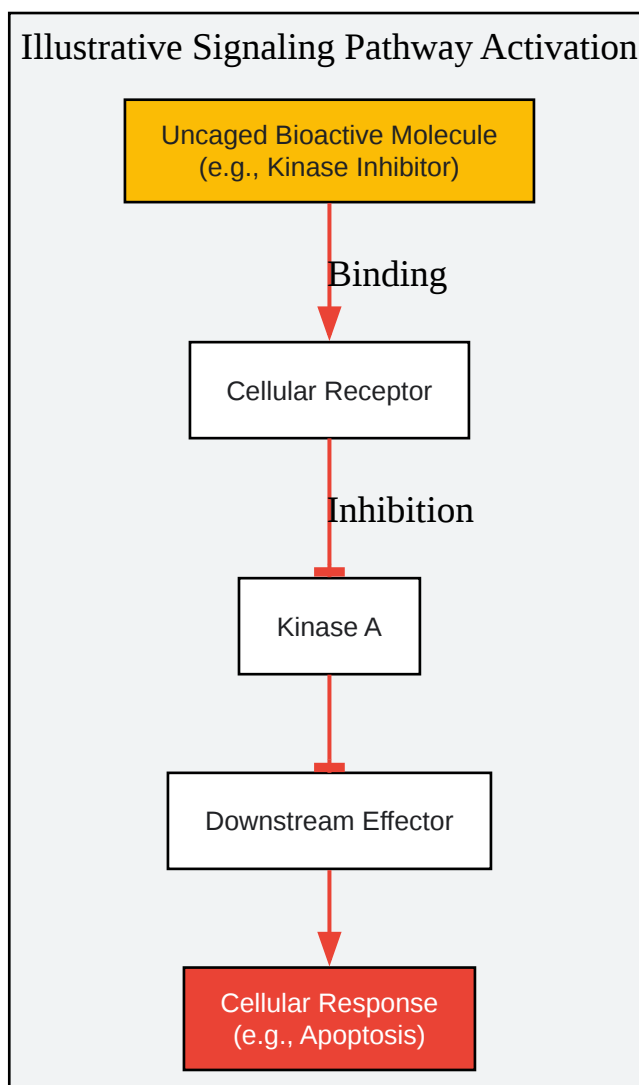 Illustrative Signaling Pathway Activation
Uncaged Bioactive Molecule
(e.g., Kinase Inhibitor)
Binding
Cellular Receptor
Inhibition
Kinase A
Downstream Effector
Cellular Response
(e.g., Apoptosis)